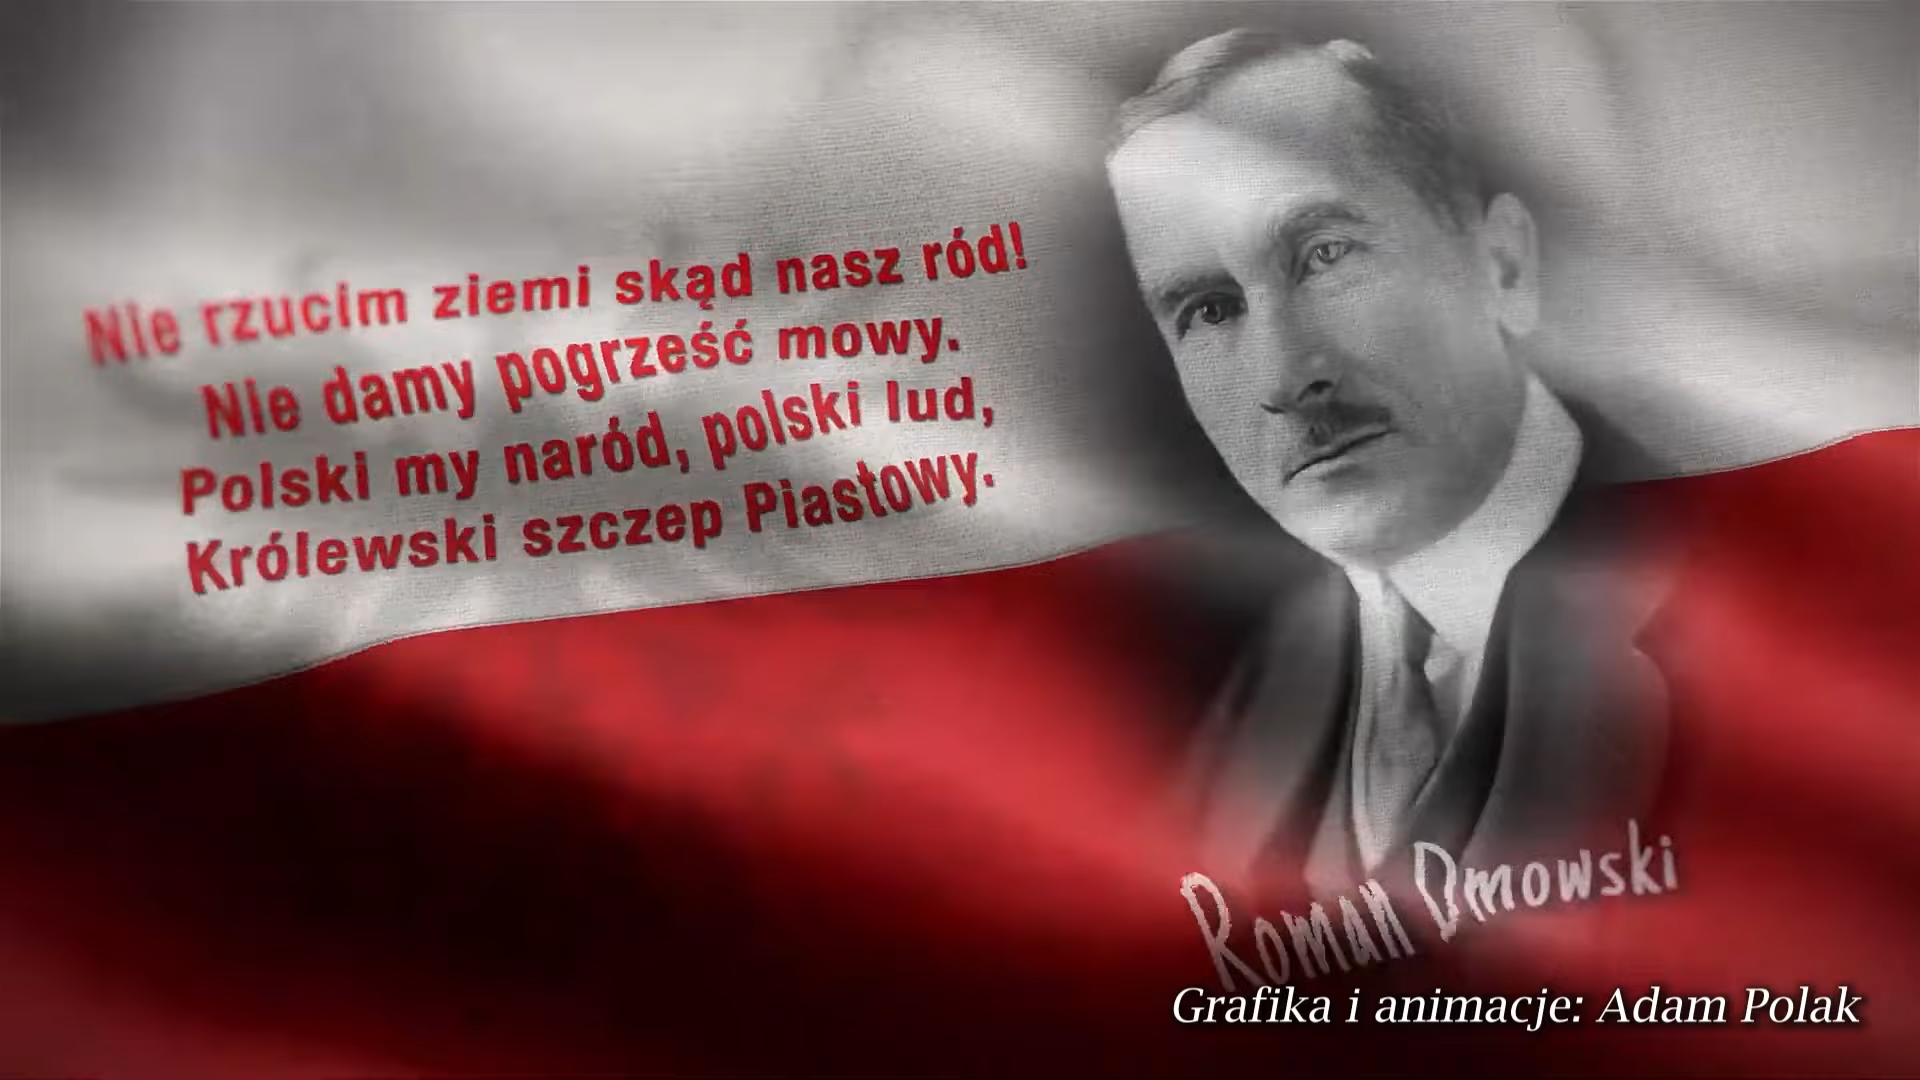 Nie rzucim ziemi skąd nasz ród!
Nie damy pogrześć mowy.
Polski my naród, polski lud,
Królewski szczep Piastowy.
Roman Dmowski
Grafika i animacje: Adam Polak